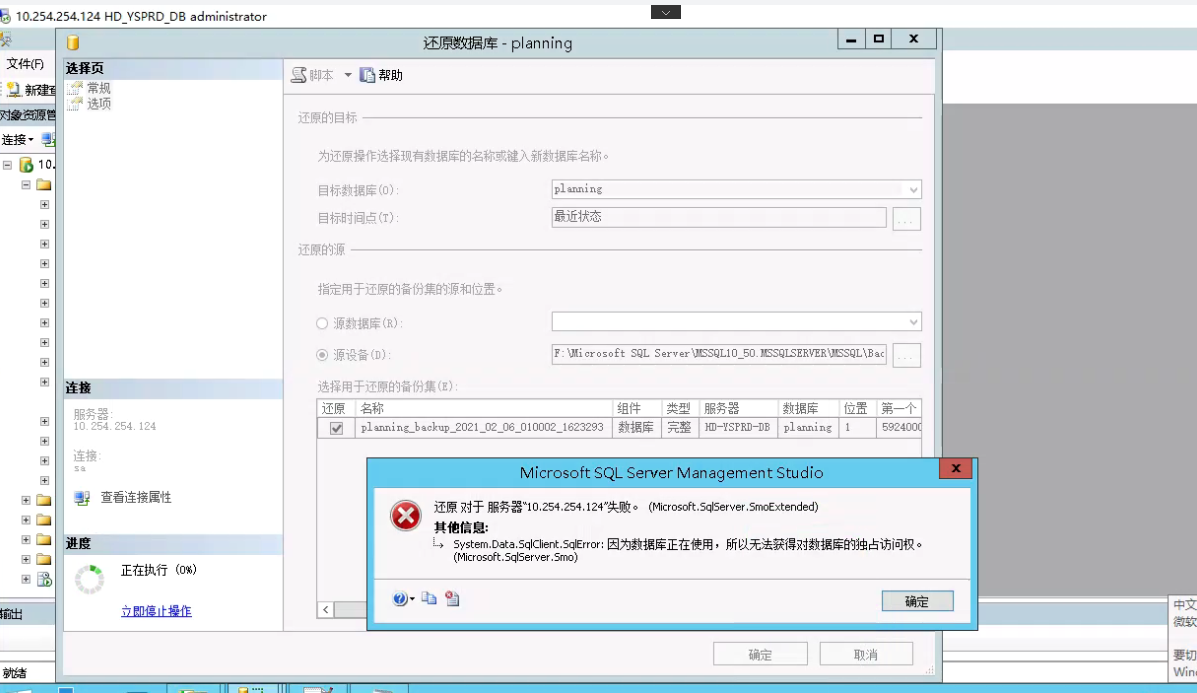 10.254.254.124 HD_YSPRD_DB administrator
还原数据库 - planning
文件(F)
选择页
脚本
帮助
常规
新建查
选项
对象资源管
还原的目标
连接
为还原操作选择现有数据库的名称或键入新数据库名称。
10.
目标数据库(O):
planning
目标时间点(T):
最近状态
...
还原的源
指定用于还原的备份集的源和位置。
源数据库(R):
源设备(D):
F:\Microsoft SQL Server\MSSQL10_50.MSSQLSERVER\MSSQL\Bac
...
选择用于还原的备份集(E):
连接
还原 名称 组件 类型 服务器 数据库 位置 第一个
服务器:
10.254.254.124
planning_backup_2021_02_06_010002_1623293 数据库 完整 HD-YSPRD-DB planning 1 5924000
连接:
sa
Microsoft SQL Server Management Studio
查看连接属性
还原 对于 服务器“10.254.254.124”失败。 (Microsoft.SqlServer.SmoExtended)
其他信息:
进度
System.Data.SqlClient.SqlError: 因为数据库正在使用，所以无法获得对数据库的独占访问权。
(Microsoft.SqlServer.Smo)
正在执行 (0%)
立即停止操作
确定
输出
中文
微软
确定
取消
要切
就绪
Win